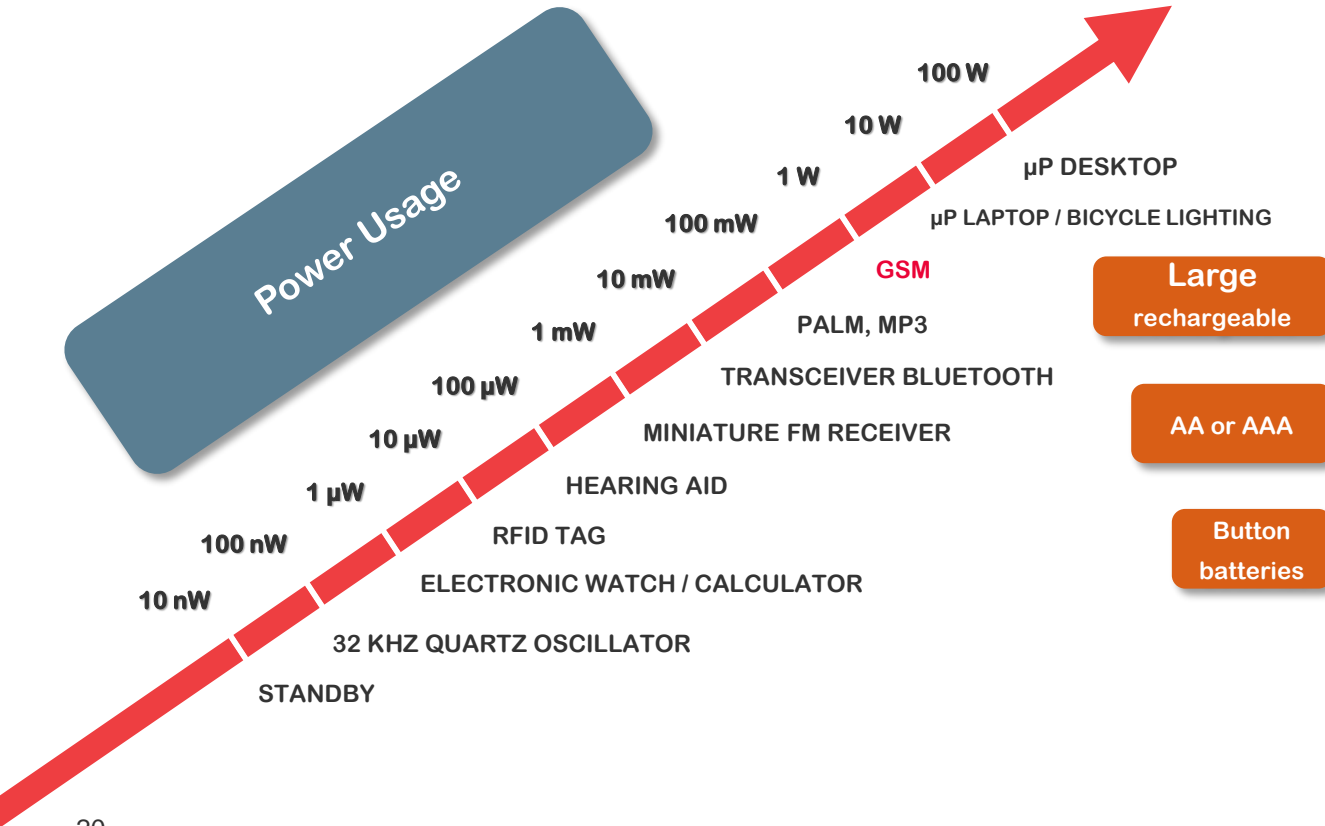 Power Usage
100 W
10 W
1 W
100 mW
10 mW
1 mW
100 µW
10 µW
1 µW
100 nW
10 nW
µP DESKTOP
µP LAPTOP / BICYCLE LIGHTING
GSM
PALM, MP3
TRANSCEIVER BLUETOOTH
MINIATURE FM RECEIVER
HEARING AID
RFID TAG
ELECTRONIC WATCH / CALCULATOR
32 KHZ QUARTZ OSCILLATOR
STANDBY
Large
rechargeable
AA or AAA
Button
batteries